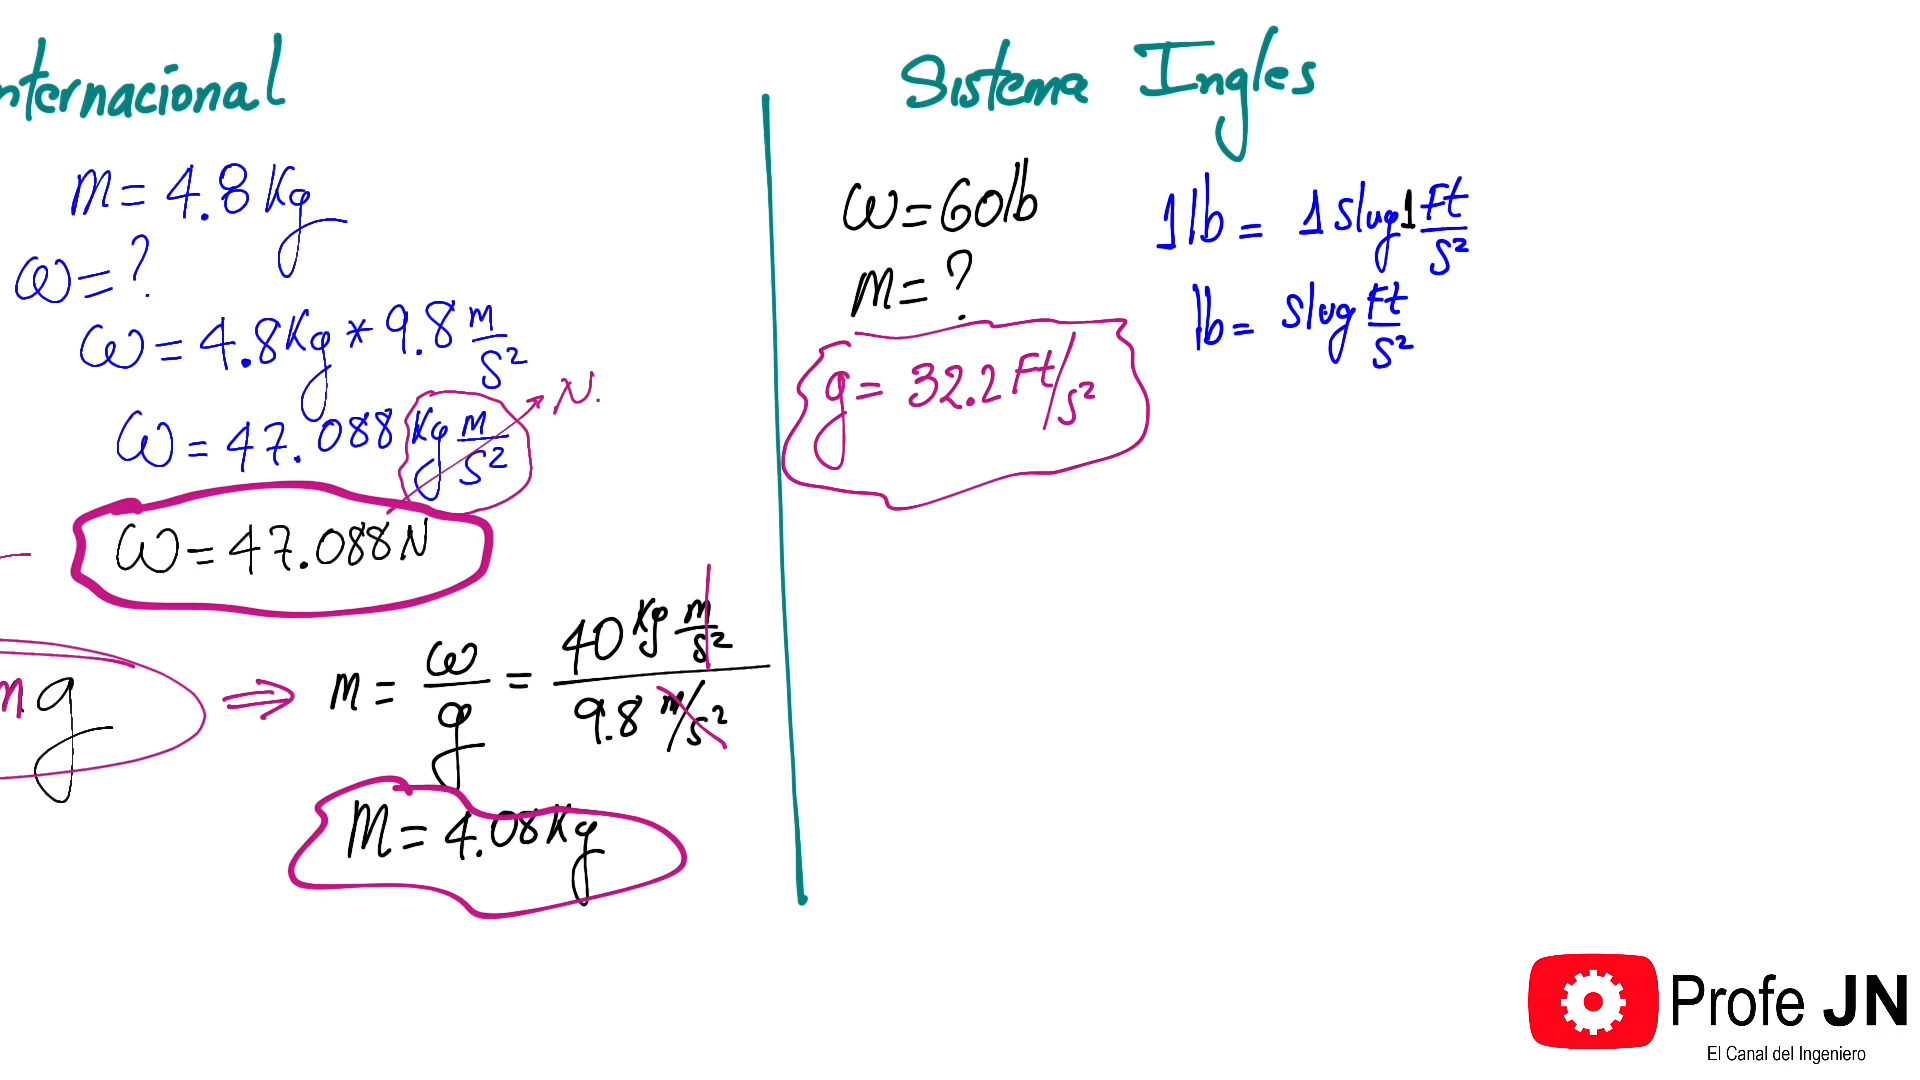 nternacional
m = 4.8 Kg
ω = ?
ω = 4.8Kg * 9.8 m/s²
ω = 47.088 Kg m/s² N.
ω = 47.088 N
mg ⇒ m = ω/g = 40 Kg m/s² / 9.8 m/s²
M = 4.08 Kg
Sistema Ingles
ω = 60 lb
m = ?
g = 32.2 Ft/s²
1 lb = 1 Slug 1 Ft/s²
lb = Slug Ft/s²
Profe JN
El Canal del Ingeniero